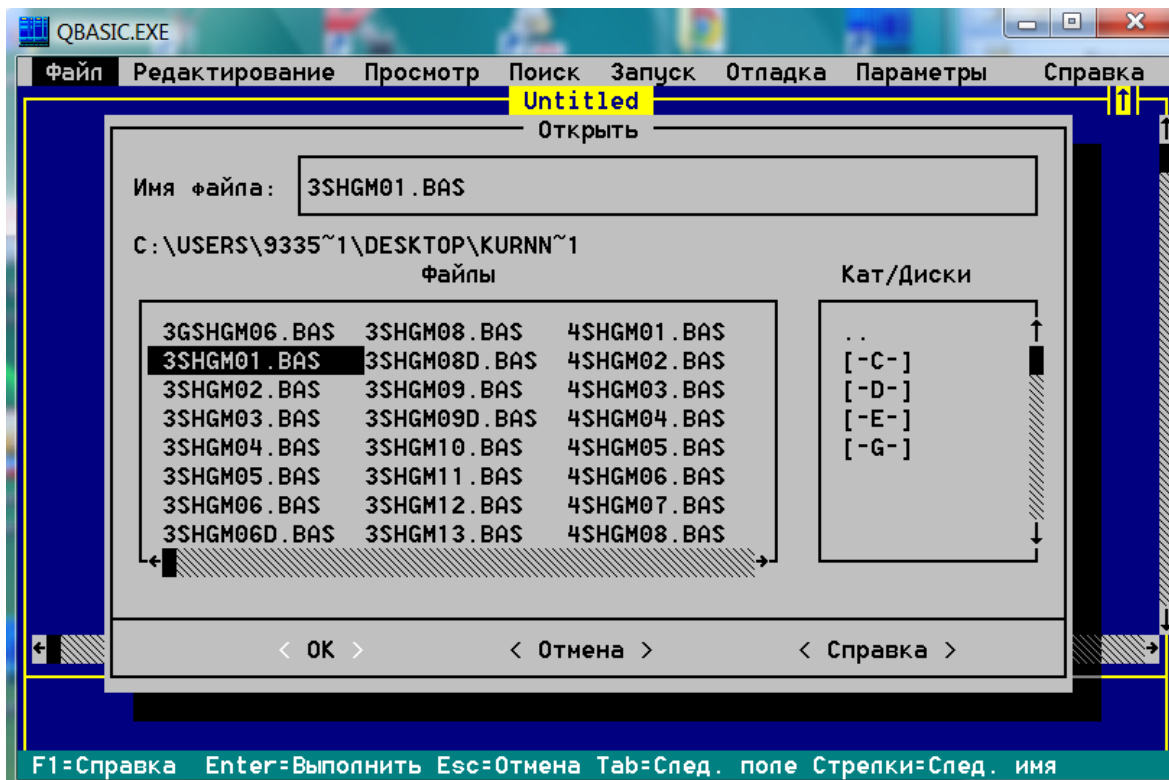 QBASIC.EXE
Файл Редактирование Просмотр Поиск Запуск Отладка Параметры Справка
Untitled
Открыть
Имя файла: 3SHGM01.BAS
C:\USERS\9335~1\DESKTOP\KURNN~1
Файлы Кат/Диски
3GSHGM06.BAS 3SHGM08.BAS 4SHGM01.BAS ..
3SHGM01.BAS 3SHGM08D.BAS 4SHGM02.BAS [-C-]
3SHGM02.BAS 3SHGM09.BAS 4SHGM03.BAS [-D-]
3SHGM03.BAS 3SHGM09D.BAS 4SHGM04.BAS [-E-]
3SHGM04.BAS 3SHGM10.BAS 4SHGM05.BAS [-G-]
3SHGM05.BAS 3SHGM11.BAS 4SHGM06.BAS
3SHGM06.BAS 3SHGM12.BAS 4SHGM07.BAS
3SHGM06D.BAS 3SHGM13.BAS 4SHGM08.BAS
< OK > < Отмена > < Справка >
F1=Справка Enter=Выполнить Esc=Отмена Tab=След. поле Стрелки=След. имя